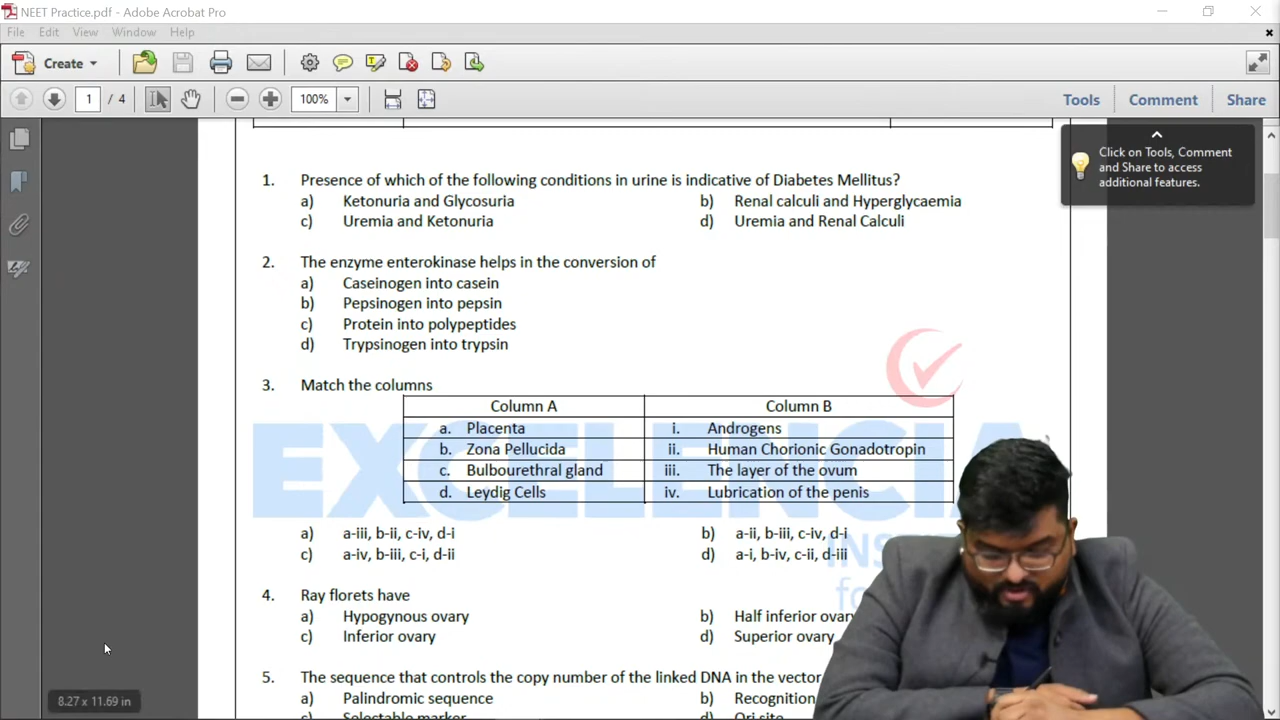 NEET Practice.pdf - Adobe Acrobat Pro
File Edit View Window Help
Create
1 / 4 100% Tools Comment Share
Click on Tools, Comment
and Share to access
additional features.
1. Presence of which of the following conditions in urine is indicative of Diabetes Mellitus?
a) Ketonuria and Glycosuria b) Renal calculi and Hyperglycaemia
c) Uremia and Ketonuria d) Uremia and Renal Calculi
2. The enzyme enterokinase helps in the conversion of
a) Caseinogen into casein
b) Pepsinogen into pepsin
c) Protein into polypeptides
d) Trypsinogen into trypsin
3. Match the columns
Column A Column B
a. Placenta i. Androgens
b. Zona Pellucida ii. Human Chorionic Gonadotropin
c. Bulbourethral gland iii. The layer of the ovum
d. Leydig Cells iv. Lubrication of the penis
EXCELENCIA
a) a-iii, b-ii, c-iv, d-i b) a-ii, b-iii, c-iv, d-i
c) a-iv, b-iii, c-i, d-ii d) a-i, b-iv, c-ii, d-iii
4. Ray florets have
a) Hypogynous ovary b) Half inferior ovary
c) Inferior ovary d) Superior ovary
5. The sequence that controls the copy number of the linked DNA in the vector
a) Palindromic sequence b) Recognition
c) Selectable marker d) Ori site
8.27 x 11.69 in